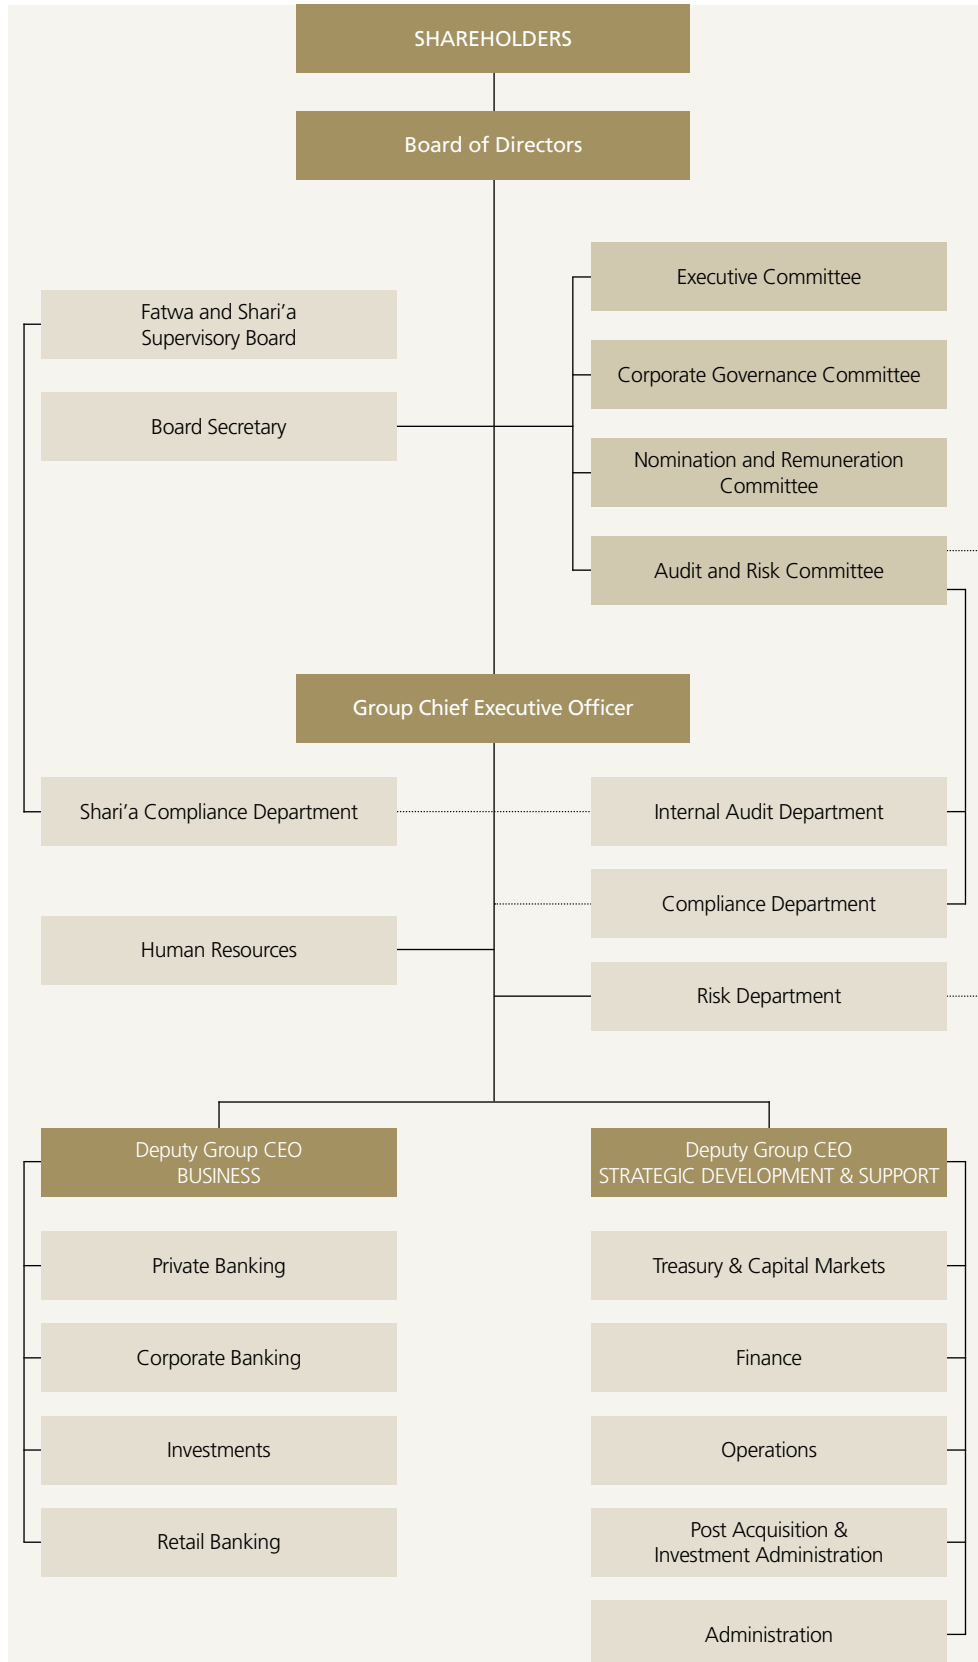 SHAREHOLDERS
Board of Directors
Executive Committee
Fatwa and Shari’a
Supervisory Board
Corporate Governance Committee
Board Secretary
Nomination and Remuneration
Committee
Audit and Risk Committee
Group Chief Executive Officer
Shari’a Compliance Department
Internal Audit Department
Compliance Department
Human Resources
Risk Department
Deputy Group CEO
BUSINESS
Deputy Group CEO
STRATEGIC DEVELOPMENT & SUPPORT
Private Banking
Treasury & Capital Markets
Corporate Banking
Finance
Investments
Operations
Retail Banking
Post Acquisition &
Investment Administration
Administration